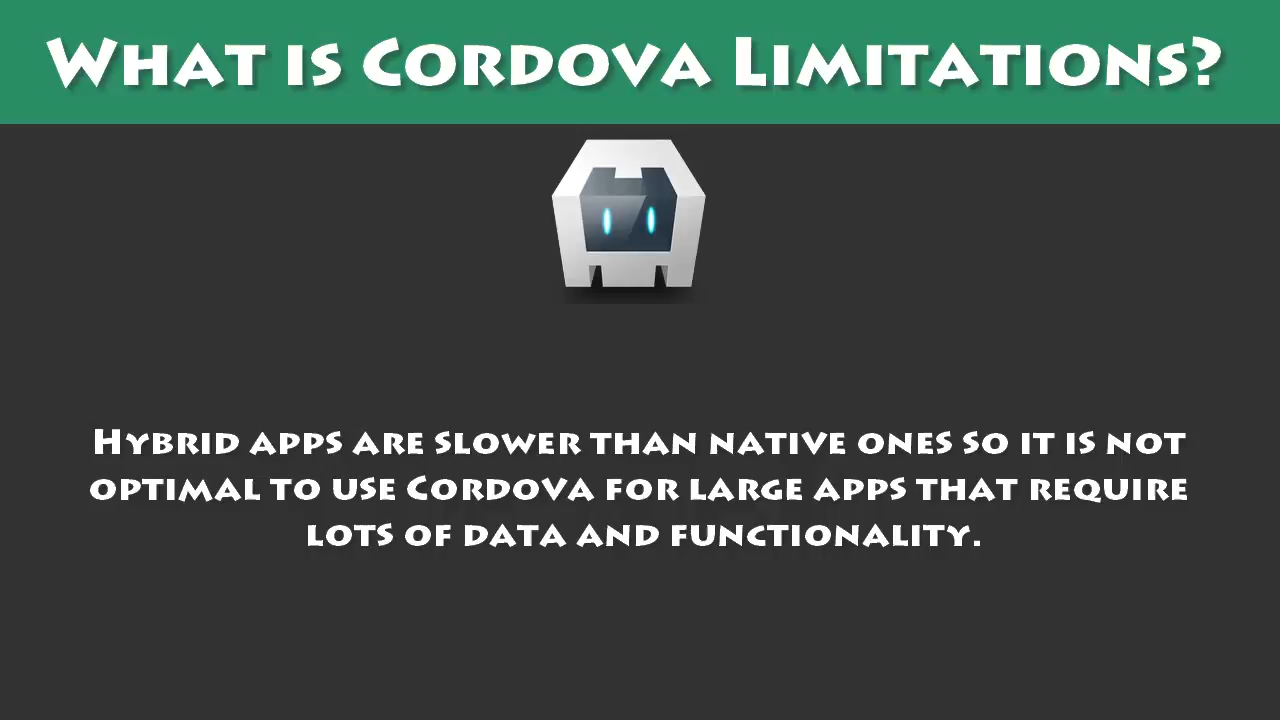 What is Cordova Limitations?
Hybrid apps are slower than native ones so it is not
optimal to use Cordova for large apps that require
lots of data and functionality.